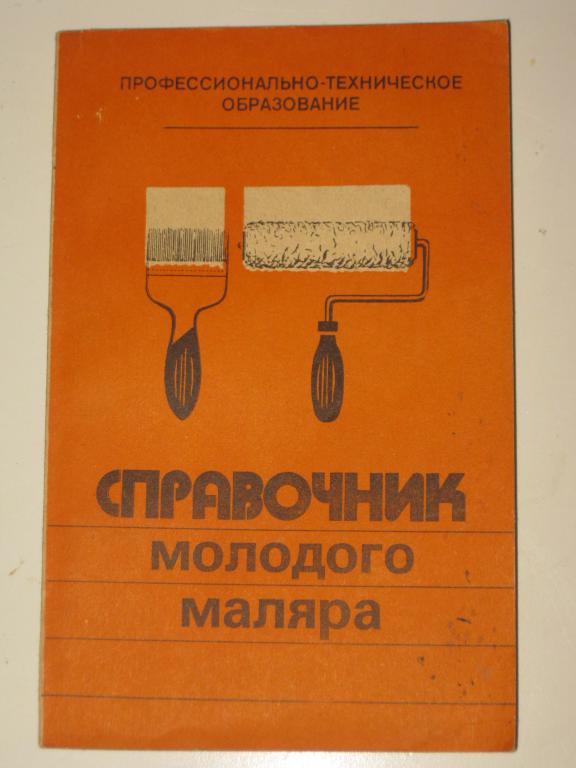 ПРОФЕССИОНАЛЬНО-ТЕХНИЧЕСКОЕ
ОБРАЗОВАНИЕ
СПРАВОЧНИК
МОЛОДОГО
МАЛЯРА